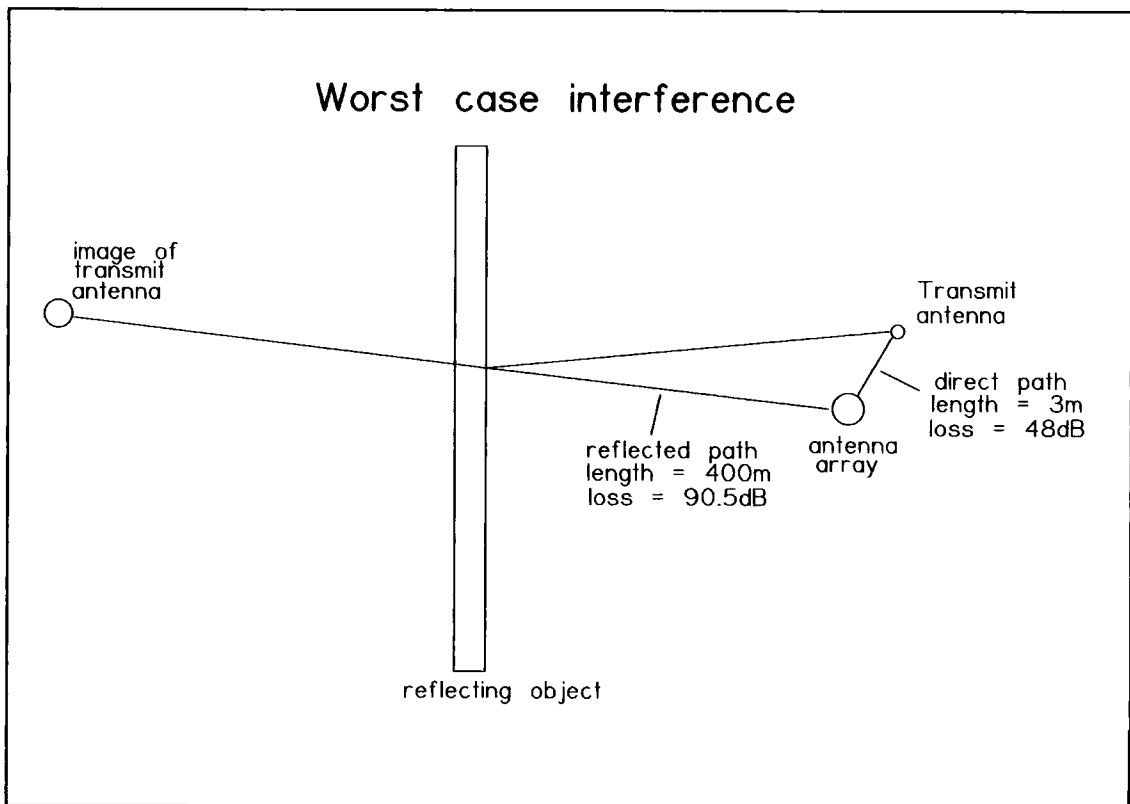 Worst case interference
image of
transmit
antenna
Transmit
antenna
direct path
length = 3m
loss = 48dB
antenna
array
reflected path
length = 400m
loss = 90.5dB
reflecting object